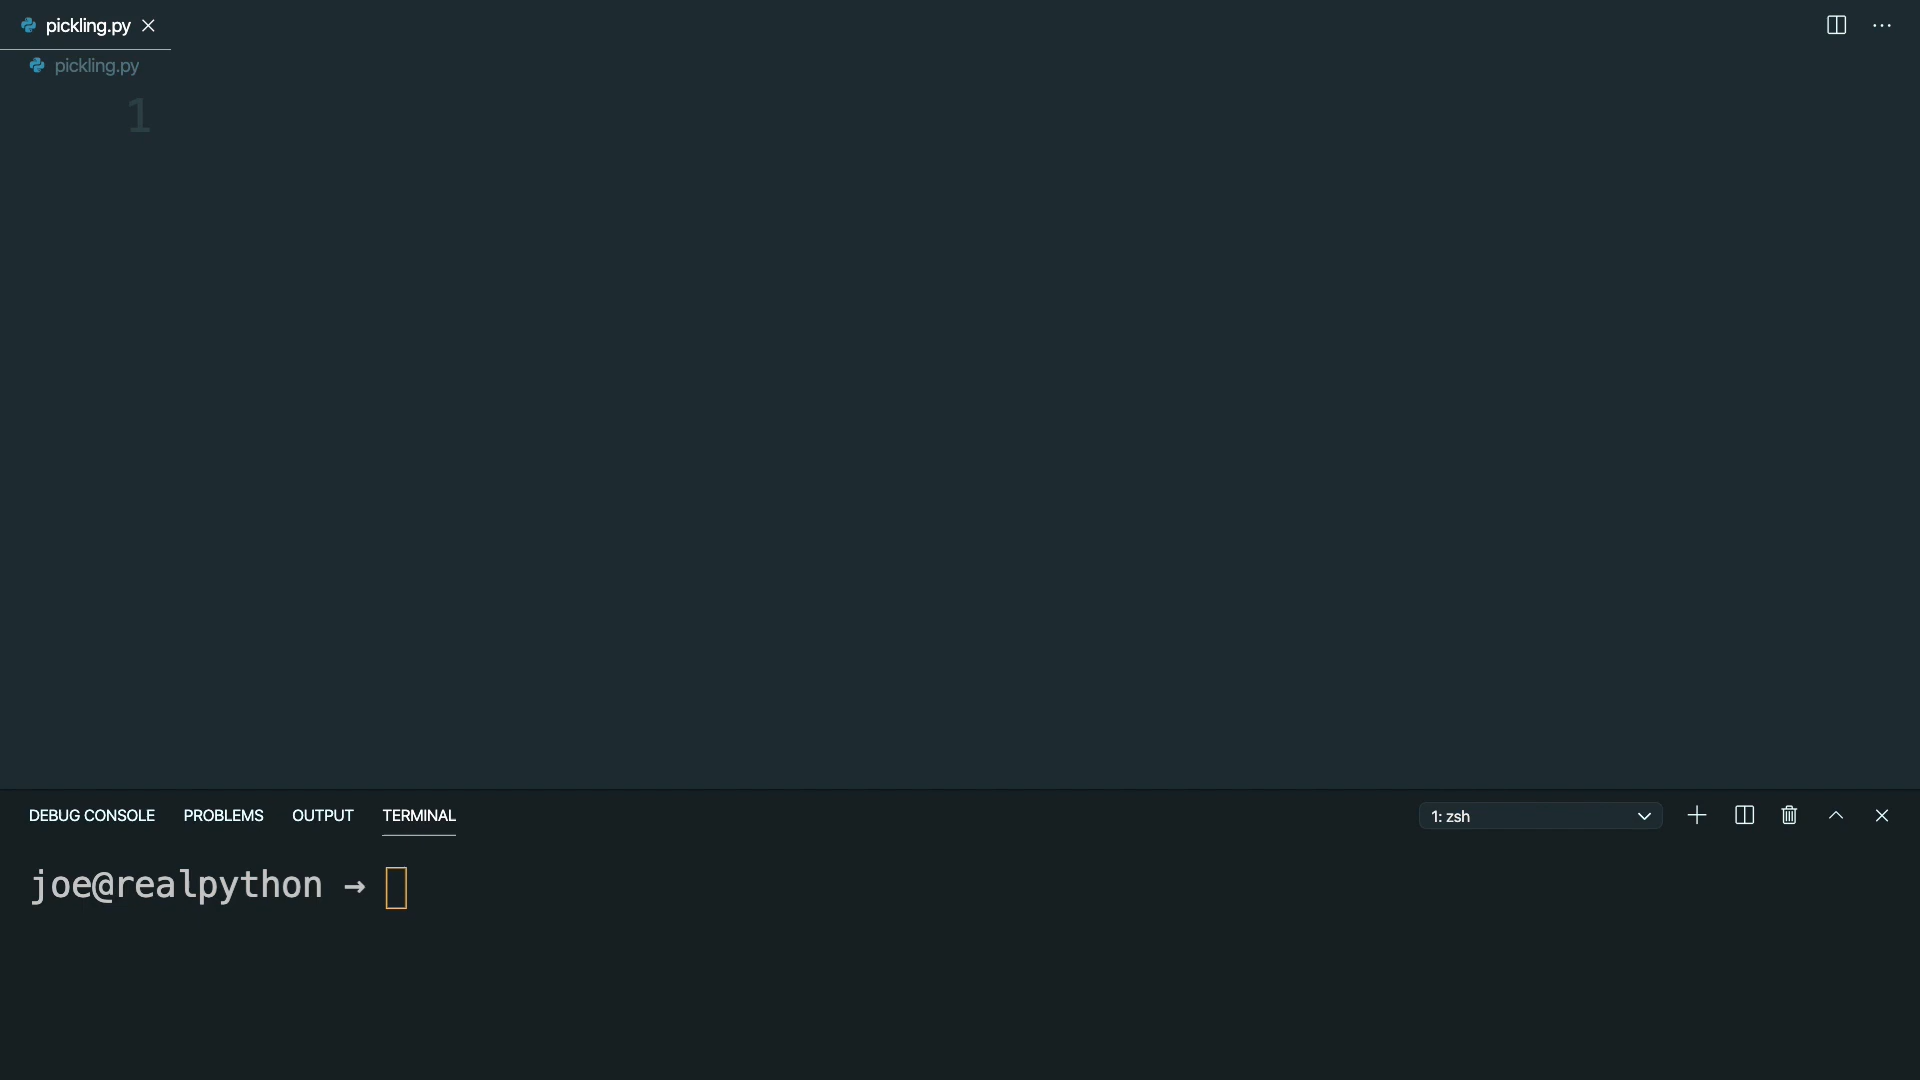 pickling.py
pickling.py
1
DEBUG CONSOLE PROBLEMS OUTPUT TERMINAL 1: zsh
joe@realpython →